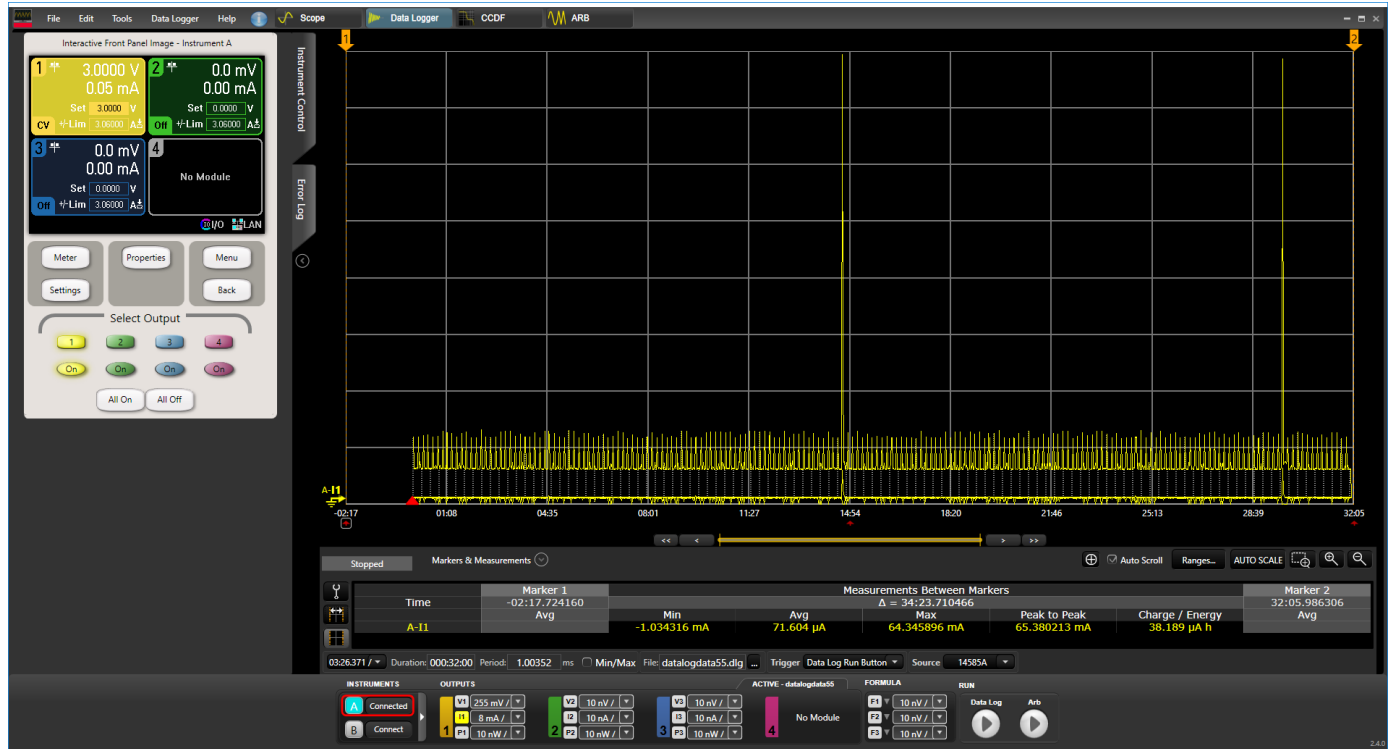 File Edit Tools Data Logger Help i Scope Data Logger CCDF ARB
Interactive Front Panel Image - Instrument A
1 3.0000 V
0.05 mA
Set 3.0000 V
CV +/-Lim 3.06000 A
2 0.0 mV
0.00 mA
Set 0.0000 V
Off +/-Lim 3.06000 A
3 0.0 mV
0.00 mA
Set 0.0000 V
Off +/-Lim 3.06000 A
4
No Module
IO I/O LAN
Meter Properties Menu
Settings Back
Select Output
1 2 3 4
On On On On
All On All Off
Instrument Control
Error Log
1 2
A-I1
-02:17 01:08 04:35 08:01 11:27 14:54 18:20 21:46 25:13 28:39 32:05
<< < > >>
Stopped Markers & Measurements Auto Scroll Ranges... AUTO SCALE
Marker 1 Measurements Between Markers Marker 2
Time -02:17.724160 Δ = 34:23.710466 32:05.986306
Avg Min Avg Max Peak to Peak Charge / Energy Avg
A-I1 -1.034316 mA 71.604 µA 64.345896 mA 65.380213 mA 38.189 µA h
03:26.371 / Duration: 000:32:00 Period: 1.00352 ms Min/Max File: datalogdata55.dlg ... Trigger Data Log Run Button Source 14585A
INSTRUMENTS OUTPUTS ACTIVE - datalogdata55 FORMULA RUN
A Connected
B Connect
1 V1 255 mV /
I1 8 mA /
P1 10 nW /
2 V2 10 nV /
I2 10 nA /
P2 10 nW /
3 V3 10 nV /
I3 10 nA /
P3 10 nW /
4 No Module
F1 10 nV /
F2 10 nV /
F3 10 nV /
Data Log Arb
2.4.0